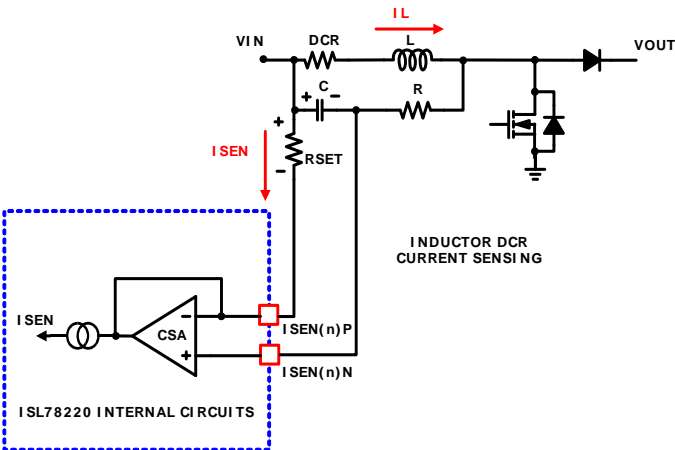 IL
VIN
DCR
L
VOUT
+ C -
R
+
ISEN
RSET
-
INDUCTOR DCR
CURRENT SENSING
ISEN
-
CSA
+
ISEN(n)P
ISEN(n)N
ISL78220 INTERNAL CIRCUITS